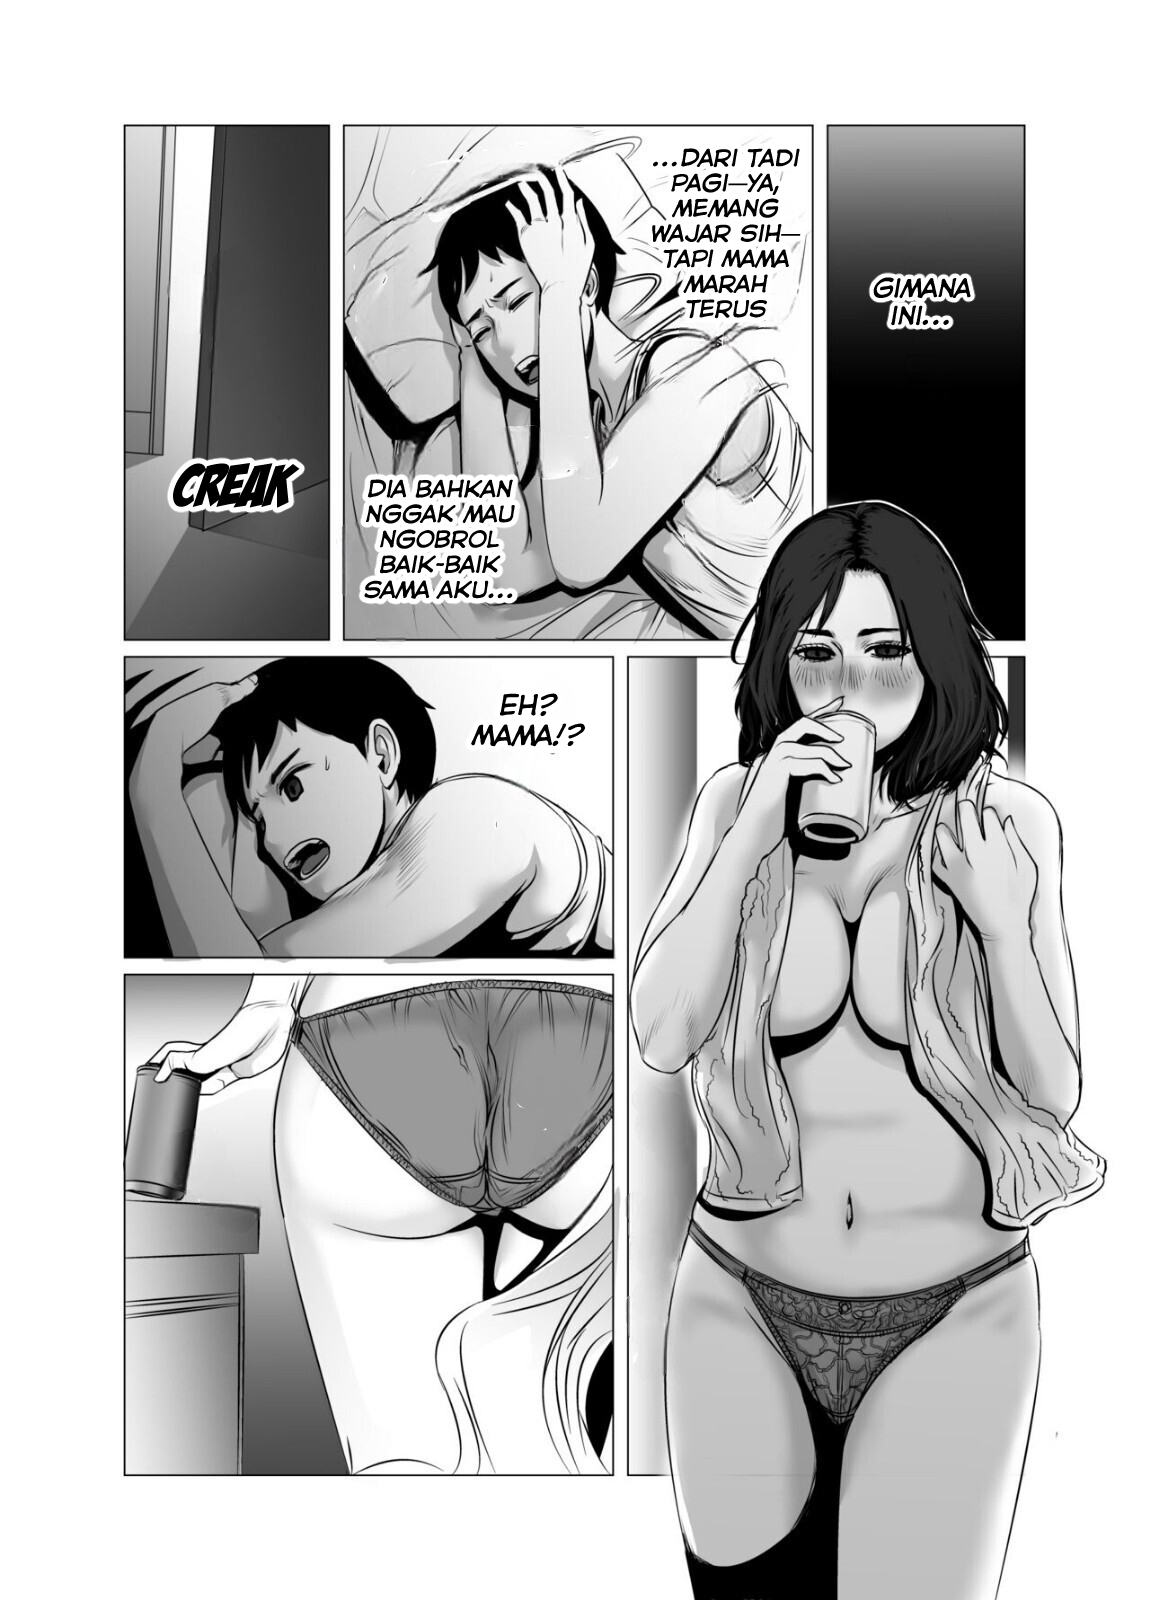 GIMANA
INI...
...DARI TADI
PAGI—YA,
MEMANG
WAJAR SIH—
TAPI MAMA
MARAH
TERUS
DIA BAHKAN
NGGAK MAU
NGOBROL
BAIK-BAIK
SAMA AKU...
CREAK
EH?
MAMA!?